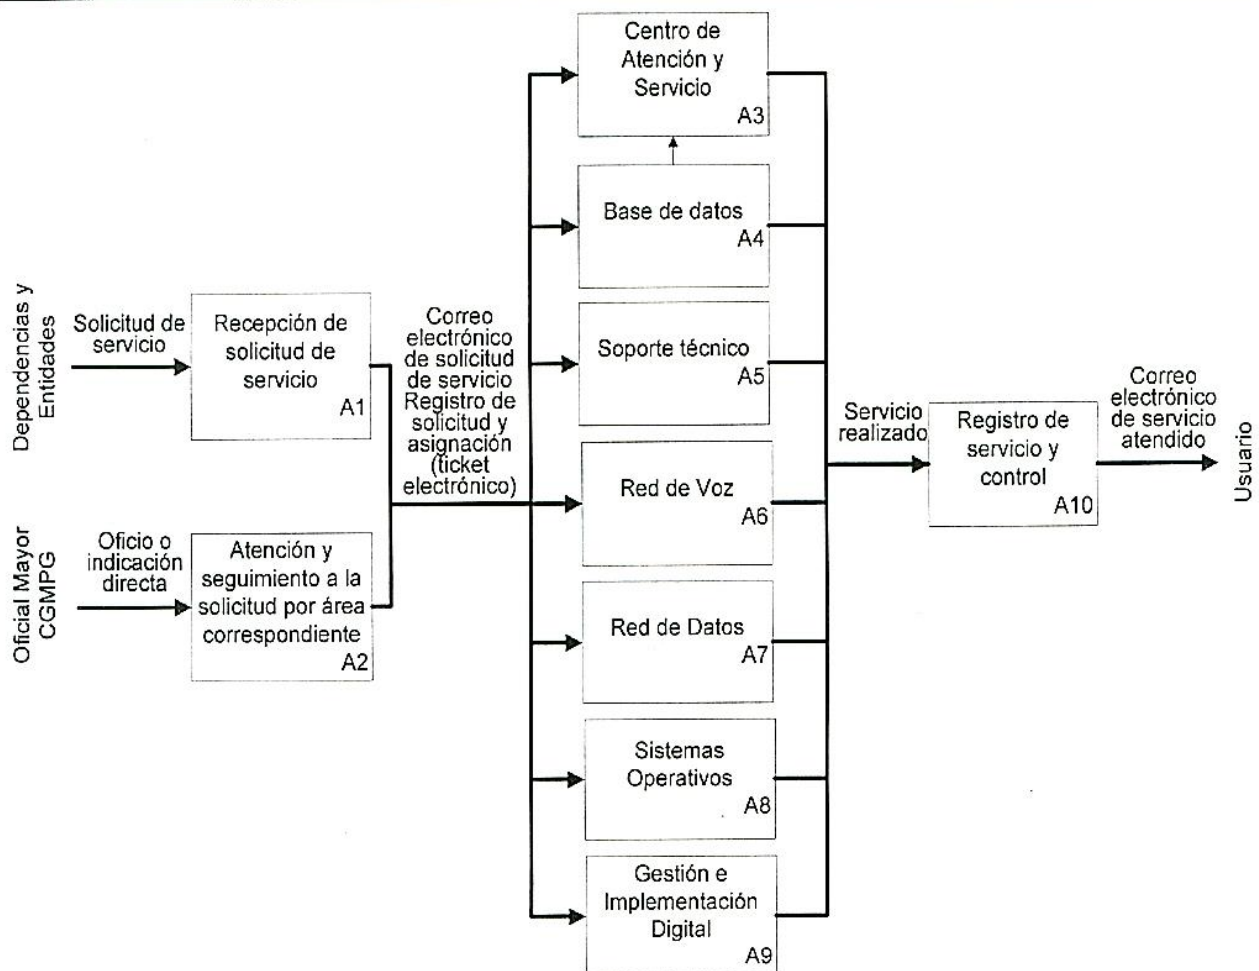 Dependencias y
Entidades
Solicitud de
servicio
Recepción de
solicitud de
servicio
A1
Oficial Mayor
CGMPG
Oficio o
indicación
directa
Atención y
seguimiento a la
solicitud por área
correspondiente
A2
Correo
electrónico
de solicitud
de servicio
Registro de
solicitud y
asignación
(ticket
electrónico)
Centro de
Atención y
Servicio
A3
Base de datos
A4
Soporte técnico
A5
Red de Voz
A6
Red de Datos
A7
Sistemas
Operativos
A8
Gestión e
Implementación
Digital
A9
Servicio
realizado
Registro de
servicio y
control
A10
Correo
electrónico
de servicio
atendido
Usuario